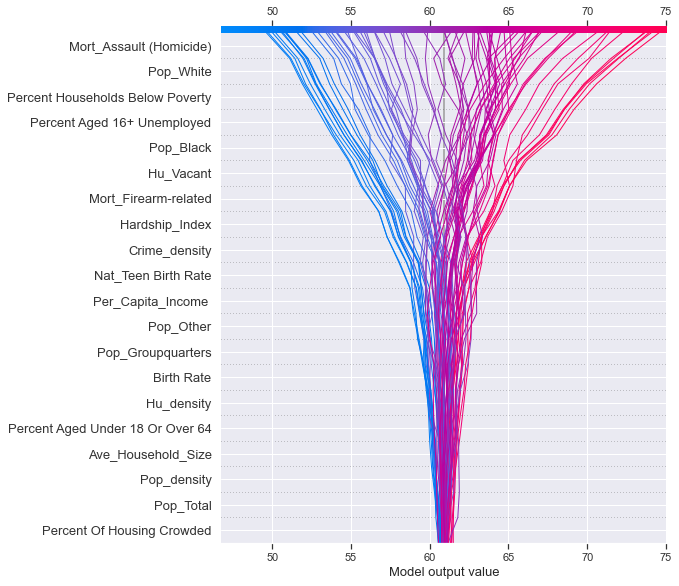 50 55 60 65 70 75
Mort_Assault (Homicide)
Pop_White
Percent Households Below Poverty
Percent Aged 16+ Unemployed
Pop_Black
Hu_Vacant
Mort_Firearm-related
Hardship_Index
Crime_density
Nat_Teen Birth Rate
Per_Capita_Income
Pop_Other
Pop_Groupquarters
Birth Rate
Hu_density
Percent Aged Under 18 Or Over 64
Ave_Household_Size
Pop_density
Pop_Total
Percent Of Housing Crowded
50 55 60 65 70 75
Model output value